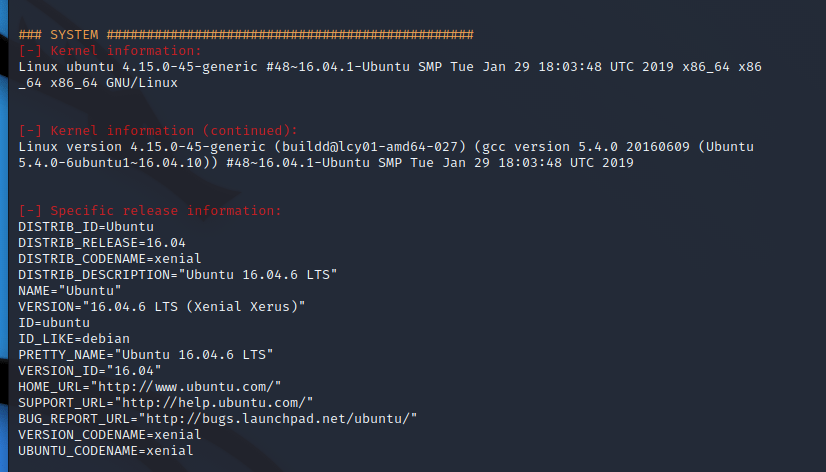 ### SYSTEM ##############################################
[-] Kernel information:
Linux ubuntu 4.15.0-45-generic #48~16.04.1-Ubuntu SMP Tue Jan 29 18:03:48 UTC 2019 x86_64 x86
_64 x86_64 GNU/Linux
[-] Kernel information (continued):
Linux version 4.15.0-45-generic (buildd@lcy01-amd64-027) (gcc version 5.4.0 20160609 (Ubuntu
5.4.0-6ubuntu1~16.04.10)) #48~16.04.1-Ubuntu SMP Tue Jan 29 18:03:48 UTC 2019
[-] Specific release information:
DISTRIB_ID=Ubuntu
DISTRIB_RELEASE=16.04
DISTRIB_CODENAME=xenial
DISTRIB_DESCRIPTION="Ubuntu 16.04.6 LTS"
NAME="Ubuntu"
VERSION="16.04.6 LTS (Xenial Xerus)"
ID=ubuntu
ID_LIKE=debian
PRETTY_NAME="Ubuntu 16.04.6 LTS"
VERSION_ID="16.04"
HOME_URL="http://www.ubuntu.com/"
SUPPORT_URL="http://help.ubuntu.com/"
BUG_REPORT_URL="http://bugs.launchpad.net/ubuntu/"
VERSION_CODENAME=xenial
UBUNTU_CODENAME=xenial